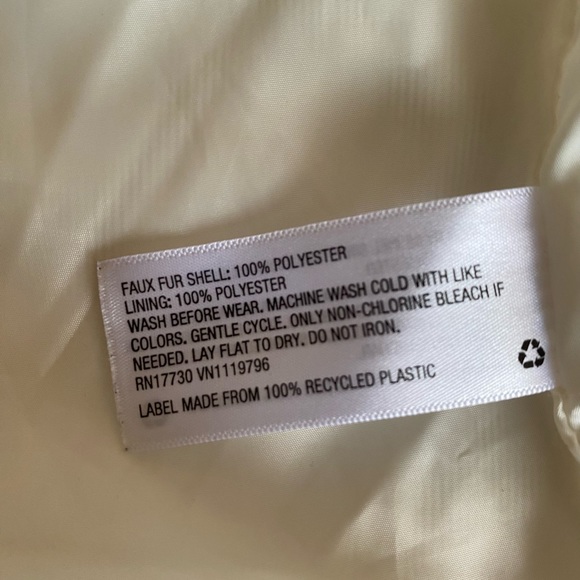 FAUX FUR SHELL: 100% POLYESTER
LINING: 100% POLYESTER
WASH BEFORE WEAR. MACHINE WASH COLD WITH LIKE
COLORS. GENTLE CYCLE. ONLY NON-CHLORINE BLEACH IF
NEEDED. LAY FLAT TO DRY. DO NOT IRON.
RN17730 VN1119796
LABEL MADE FROM 100% RECYCLED PLASTIC